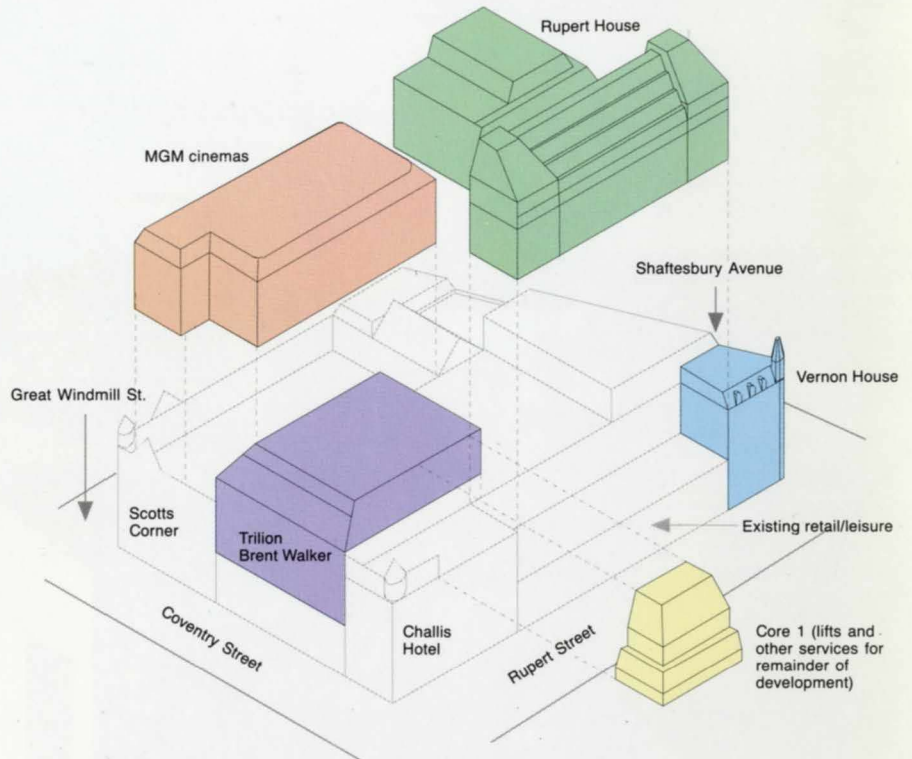 Rupert House
MGM cinemas
Shaftesbury Avenue
Vernon House
Great Windmill St.
Scotts
Corner
Trilion
Brent Walker
Existing retail/leisure
Coventry Street
Challis
Hotel
Rupert Street
Core 1 (lifts and
other services for
remainder of
development)